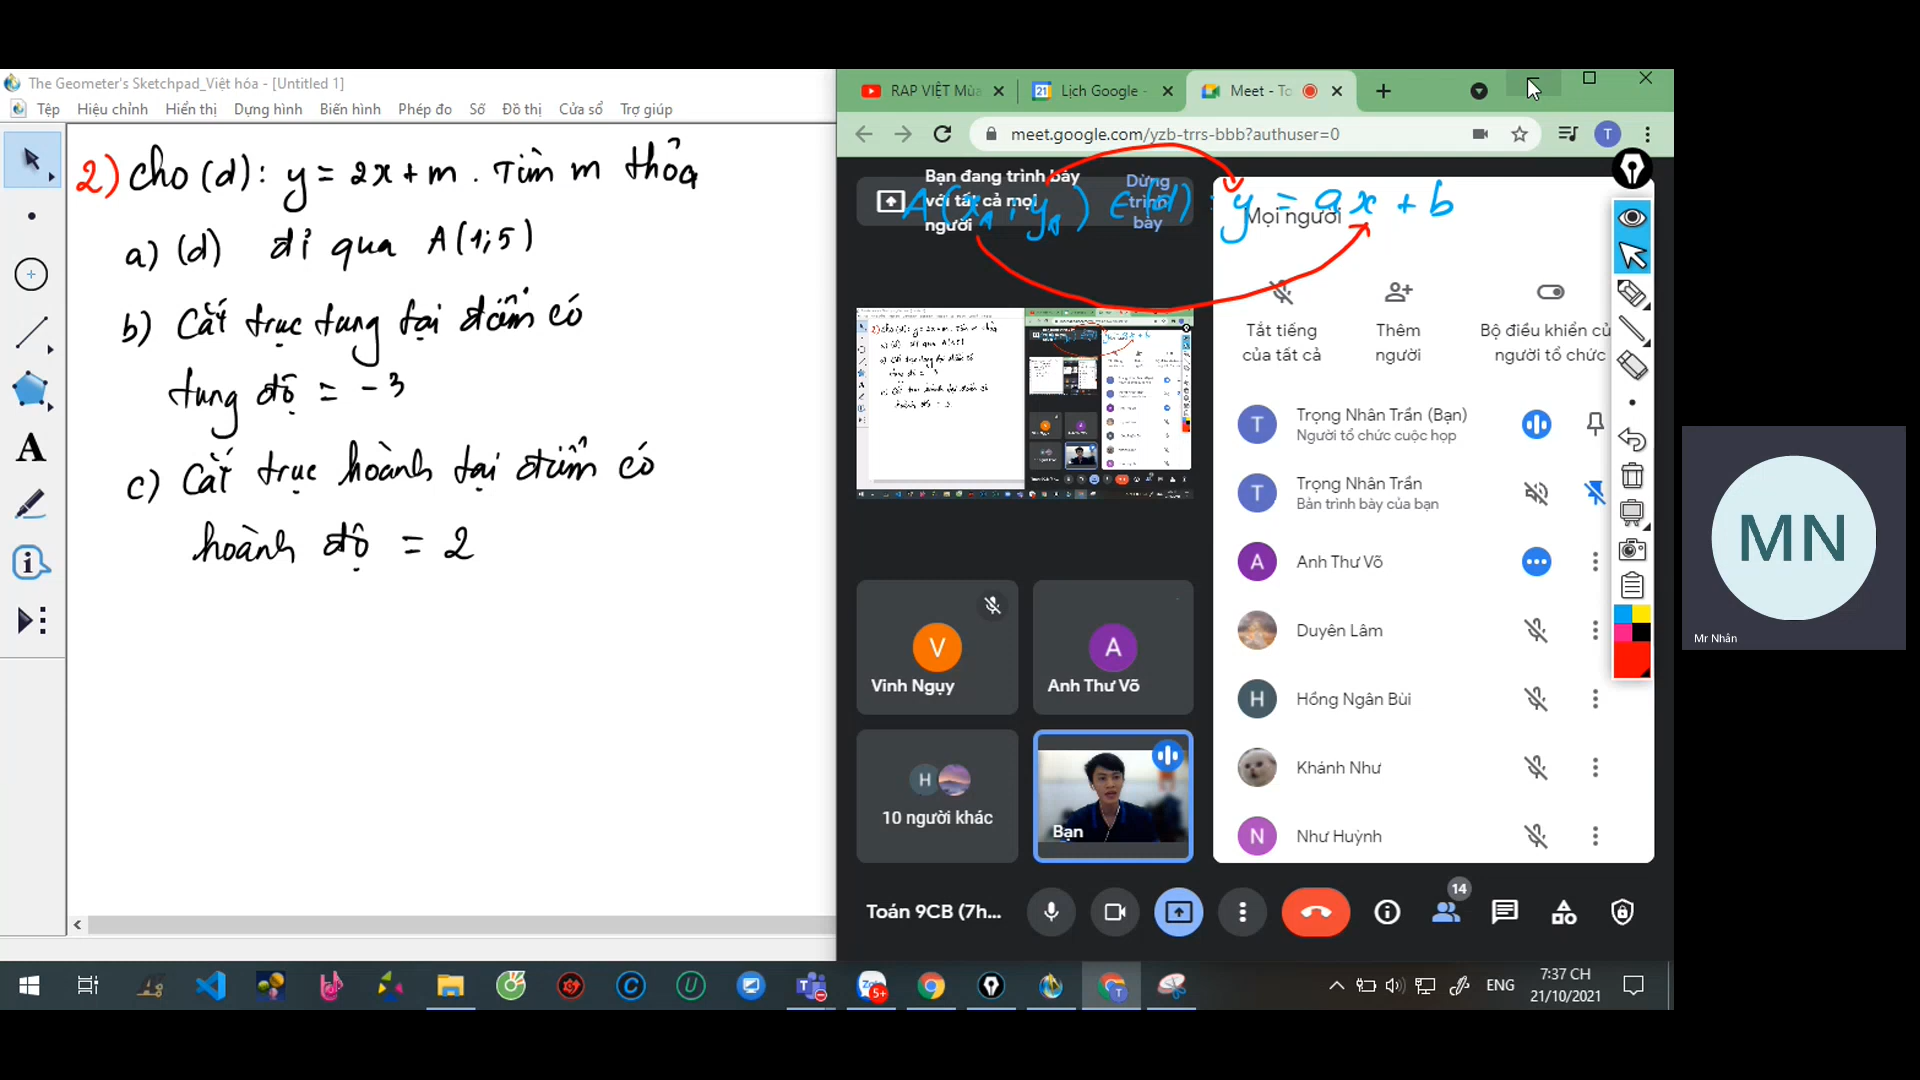 The Geometer's Sketchpad_Việt hóa - [Untitled 1]
Tệp Hiệu chỉnh Hiển thị Dựng hình Biến hình Phép đo Số Đồ thị Cửa sổ Trợ giúp
2) Cho (d): y = 2x + m. Tìm m thỏa
a) (d) đi qua A(1;5)
b) Cắt trục tung tại điểm có
tung độ = -3
c) Cắt trục hoành tại điểm có
hoành độ = 2
A
RAP VIỆT Mùa
Lịch Google -
Meet - To
meet.google.com/yzb-trrs-bbb?authuser=0
T
Bạn đang trình bày
với tất cả mọi
người
Dừng
trình
bày
A(xA; yA) ∈ (d): y = ax + b
Mọi người
Tắt tiếng
của tất cả
Thêm
người
Bộ điều khiển củ
người tổ chức
T
Trọng Nhân Trần (Bạn)
Người tổ chức cuộc họp
T
Trọng Nhân Trần
Bản trình bày của bạn
A
Anh Thư Võ
Duyên Lâm
H
Hồng Ngân Bùi
Khánh Như
N
Như Huỳnh
V
Vinh Ngụy
A
Anh Thư Võ
H
10 người khác
Bạn
Toán 9CB (7h...
14
MN
Mr Nhân
5+
ENG
7:37 CH
21/10/2021